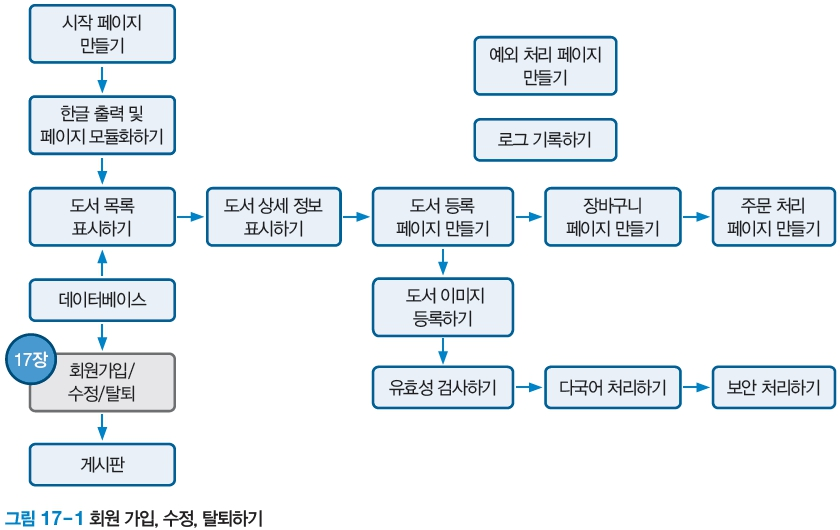 시작 페이지
만들기
예외 처리 페이지
만들기
한글 출력 및
페이지 모듈화하기
로그 기록하기
도서 목록
표시하기
도서 상세 정보
표시하기
도서 등록
페이지 만들기
장바구니
페이지 만들기
주문 처리
페이지 만들기
데이터베이스
도서 이미지
등록하기
17장
회원가입/
수정/탈퇴
유효성 검사하기
다국어 처리하기
보안 처리하기
게시판
그림 17-1 회원 가입, 수정, 탈퇴하기